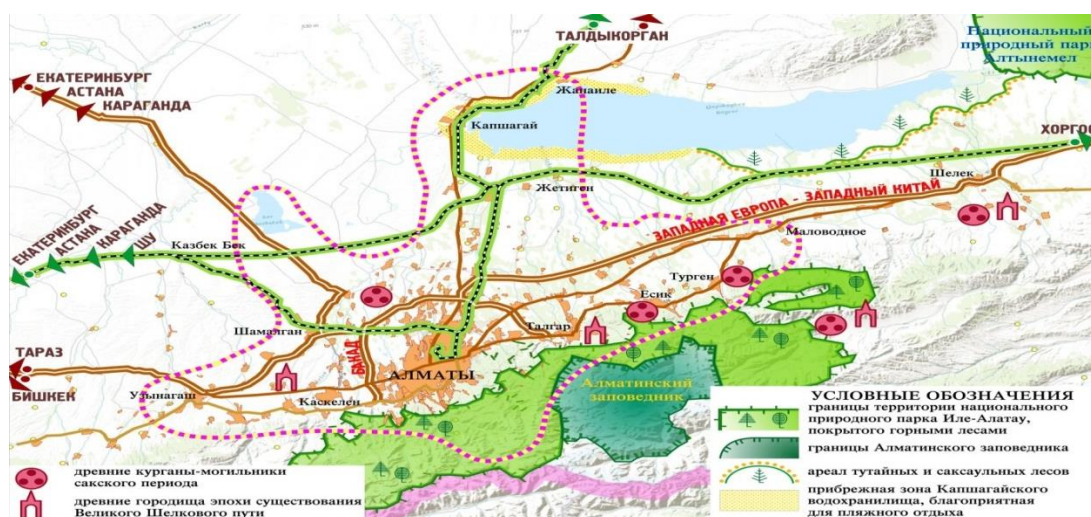 Национальный
природный парк
Алтынемел
ТАЛДЫКОРГАН
ЕКАТЕРИНБУРГ
АСТАНА
КАРАГАНДА
Жанаиле
Капшагай
ХОРГОС
Шелек
Жетиген
ЗАПАДНАЯ ЕВРОПА - ЗАПАДНЫЙ КИТАЙ
Маловодное
ЕКАТЕРИНБУРГ
АСТАНА
КАРАГАНДА
ШУ
Казбек Бек
Турген
Есик
Шамалган
Талгар
БАКАД
ТАРАЗ
БИШКЕК
АЛМАТЫ
Узынагаш
Каскелен
Алматинский
заповедник
УСЛОВНЫЕ ОБОЗНАЧЕНИЯ
границы территории национального
природного парка Иле-Алатау,
покрытого горными лесами
границы Алматинского заповедника
ареал тугайных и саксаульных лесов
прибрежная зона Капшагайского
водохранилища, благоприятная
для пляжного отдыха
древние курганы-могильники
сакского периода
древние городища эпохи существования
Великого Шелкового пути